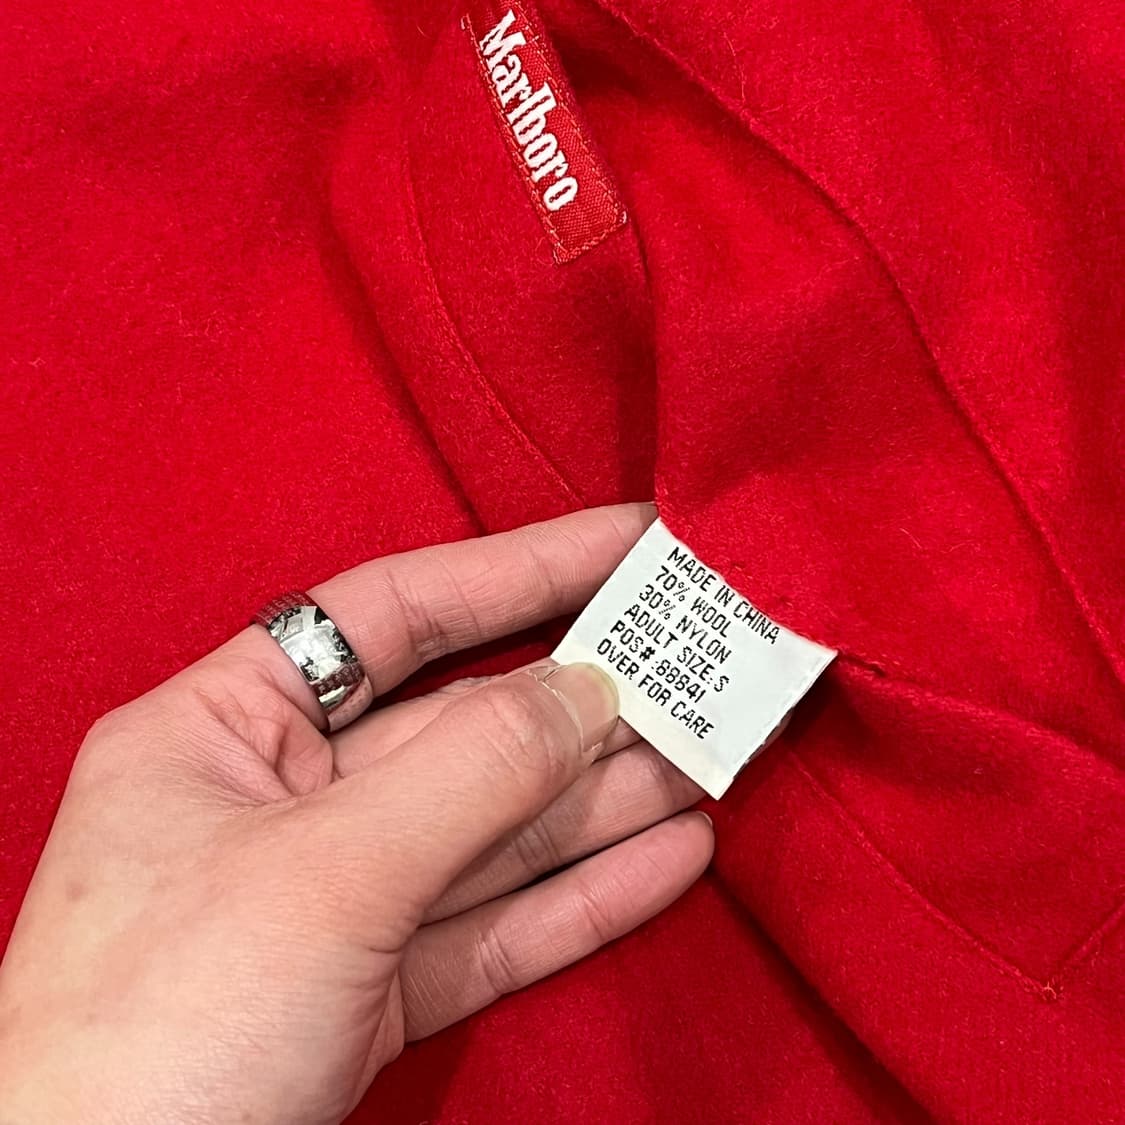 Marlboro
MADE IN CHINA
70% WOOL
30% NYLON
ADULT SIZE:S
POS#:88841
OVER FOR CARE